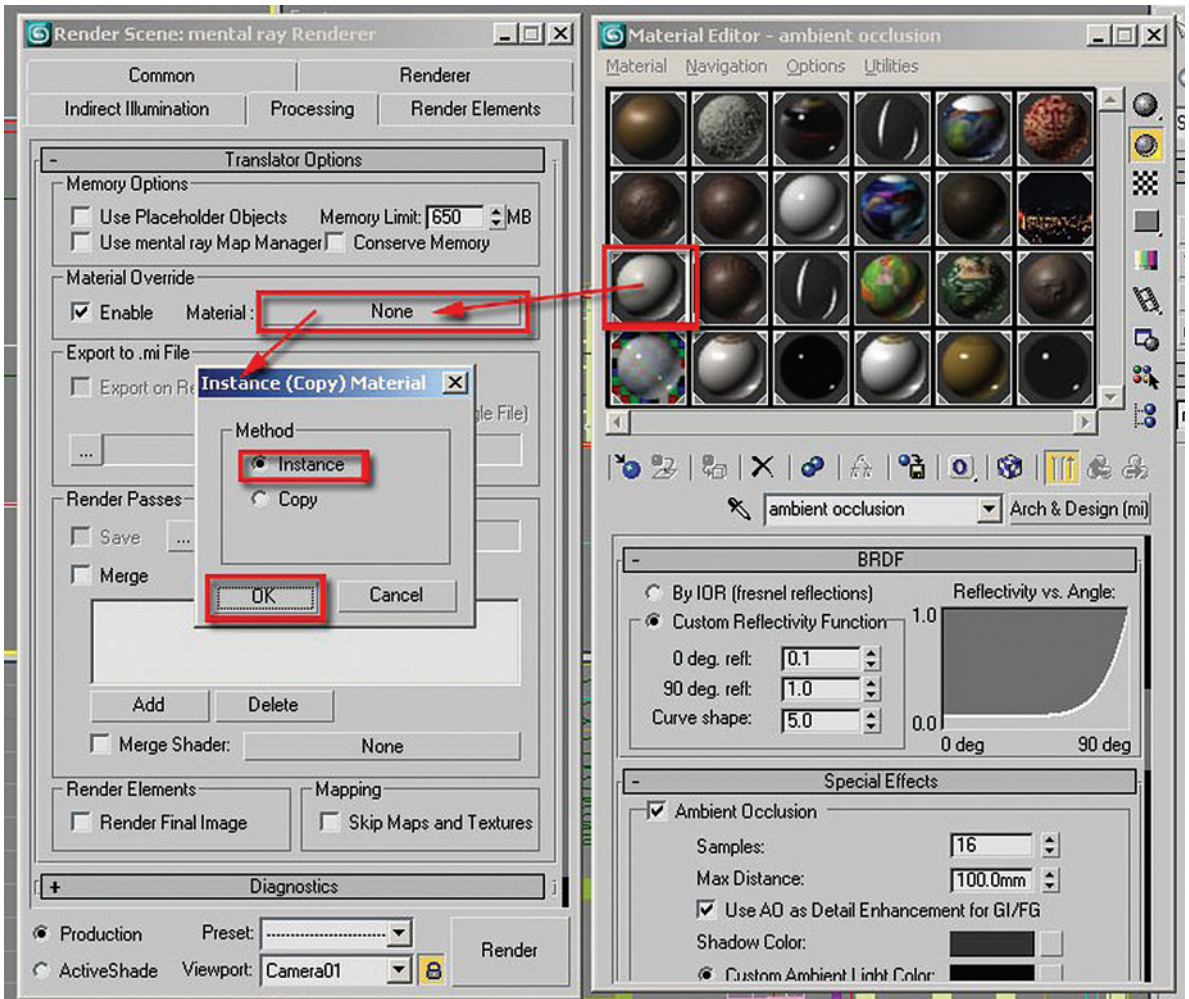 Render Scene: mental ray Renderer
Common
Renderer
Indirect Illumination
Processing
Render Elements
- Translator Options
Memory Options
Use Placeholder Objects
Memory Limit: 650 MB
Use mental ray Map Manager
Conserve Memory
Material Override
Enable
Material : None
Export to .mi File
Export on Re
gle File)
...
Render Passes
Save
...
Merge
Add
Delete
Merge Shader: None
Render Elements
Render Final Image
Mapping
Skip Maps and Textures
+ Diagnostics
Production
Preset: -----------------------
ActiveShade
Viewport: Camera01
Render
Instance (Copy) Material
Method
Instance
Copy
OK
Cancel
Material Editor - ambient occlusion
Material Navigation Options Utilities
ambient occlusion
Arch & Design (mi)
- BRDF
By IOR (fresnel reflections)
Custom Reflectivity Function
0 deg. refl: 0.1
90 deg. refl: 1.0
Curve shape: 5.0
Reflectivity vs. Angle:
1.0
0.0
0 deg 90 deg
- Special Effects
Ambient Occlusion
Samples: 16
Max Distance: 100.0mm
Use AO as Detail Enhancement for GI/FG
Shadow Color:
Custom Ambient Light Color: